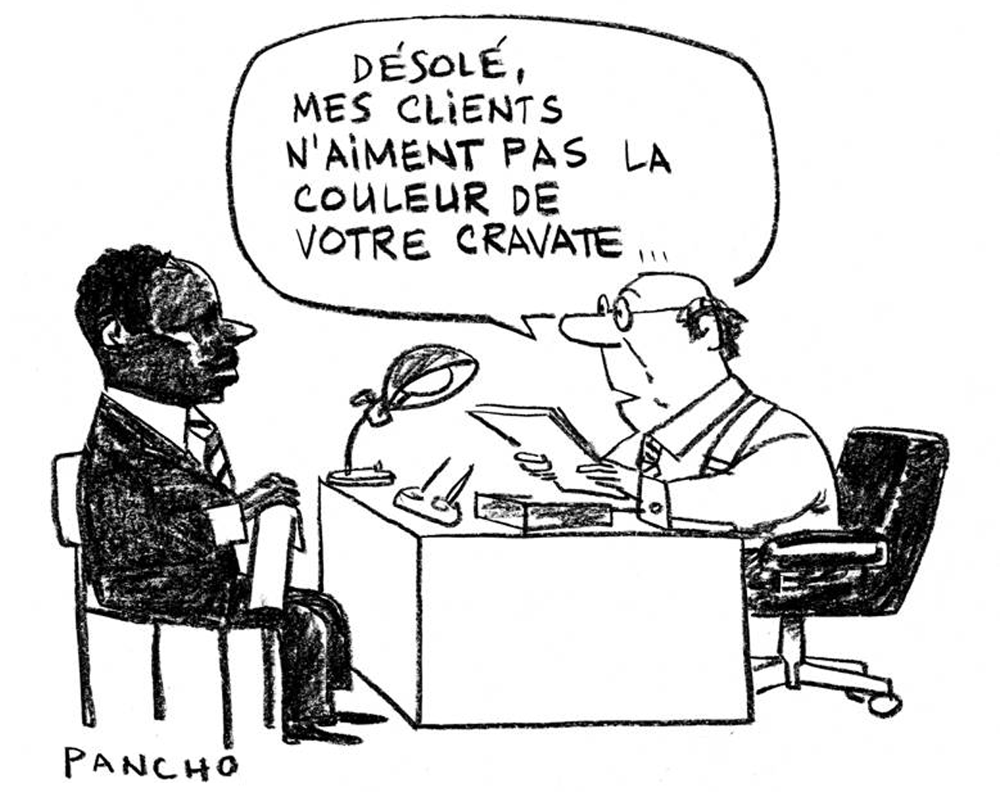 DÉSOLÉ,
MES CLIENTS
N'AIMENT PAS LA
COULEUR DE
VOTRE CRAVATE...
PANCHO